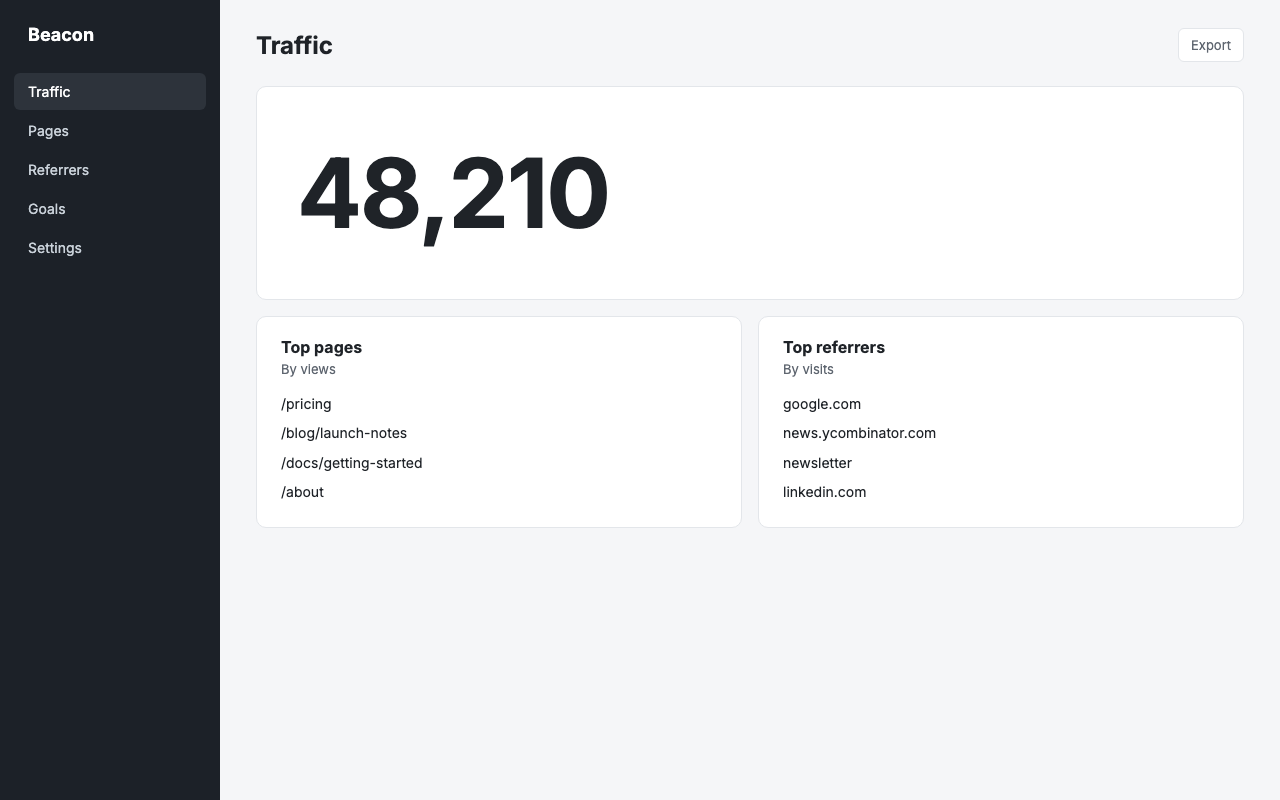 Beacon
Traffic
Pages
Referrers
Goals
Settings
Traffic
Export
48,210
Top pages
By views
/pricing
/blog/launch-notes
/docs/getting-started
/about
Top referrers
By visits
google.com
news.ycombinator.com
newsletter
linkedin.com